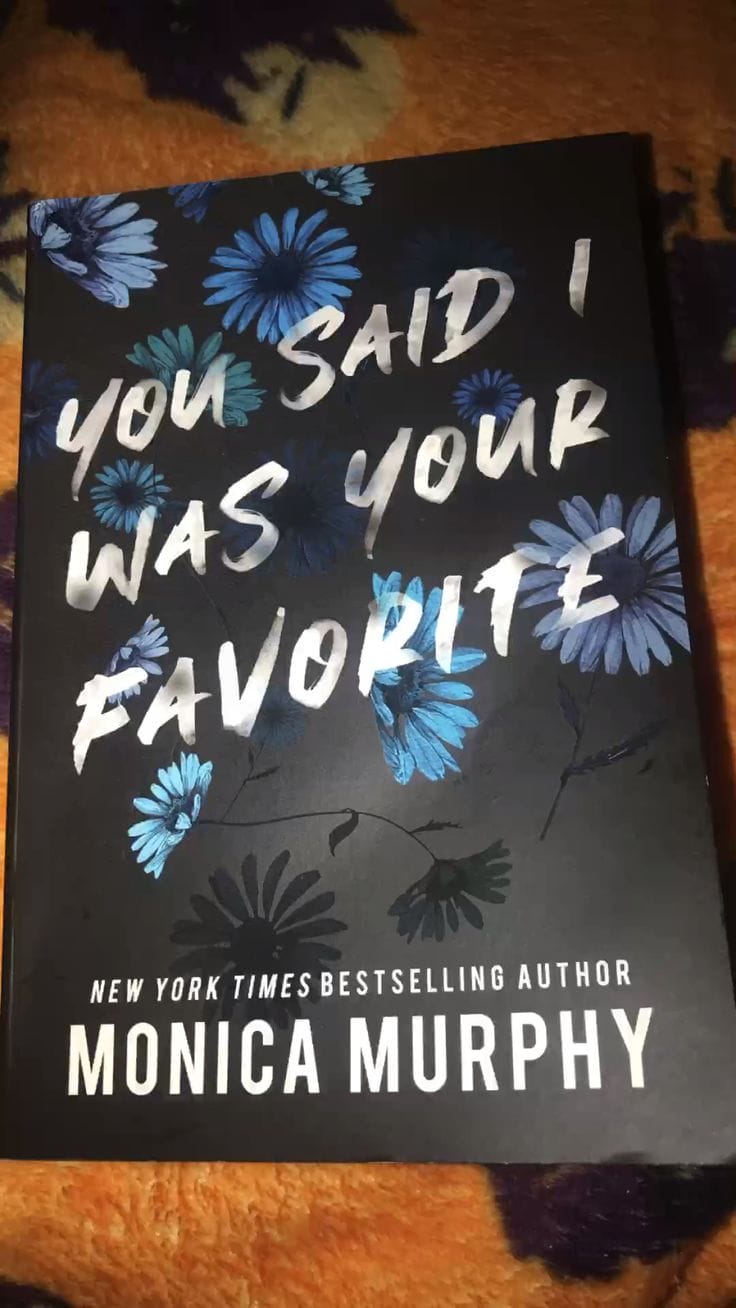 YOU SAID I
WAS YOUR
FAVORITE
NEW YORK TIMES BESTSELLING AUTHOR
MONICA MURPHY